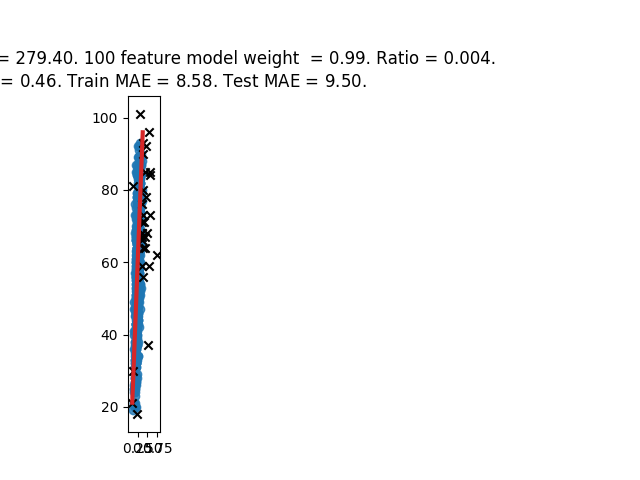 = 279.40. 100 feature model weight = 0.99. Ratio = 0.004.
= 0.46. Train MAE = 8.58. Test MAE = 9.50.
100
80
60
40
20